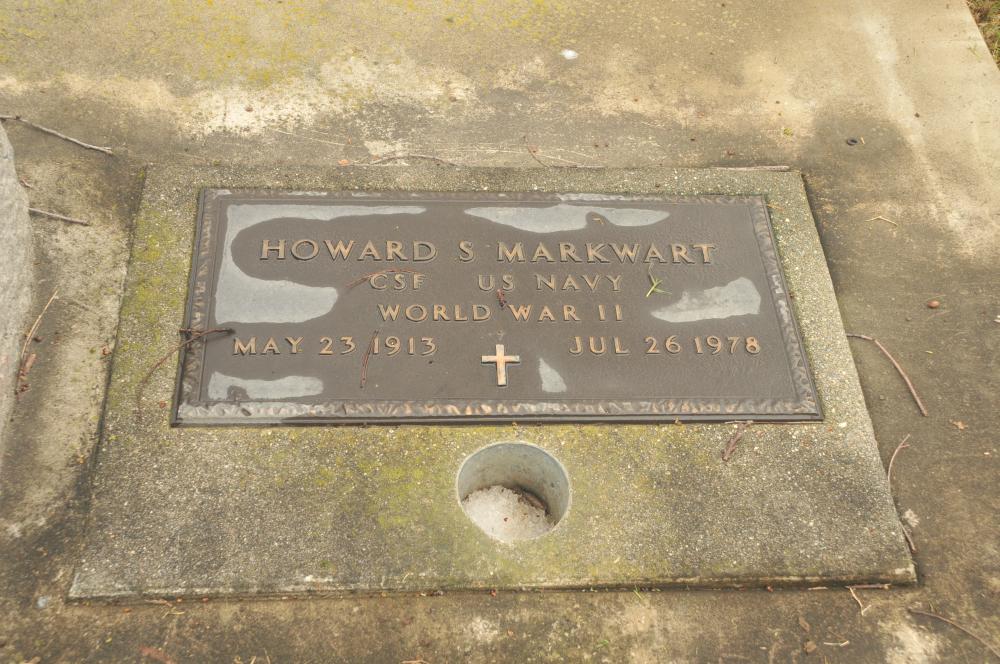 HOWARD S MARKWART
CSF US NAVY
WORLD WAR II
MAY 23 1913 JUL 26 1978